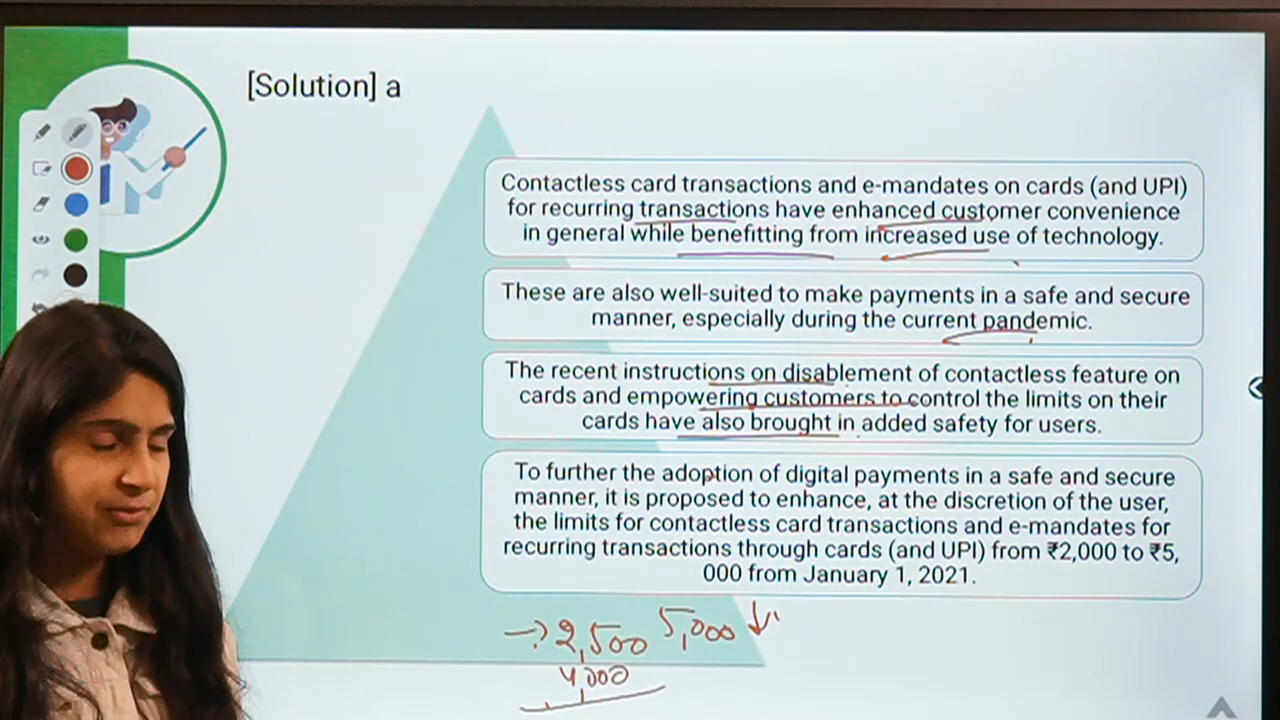 [Solution] a
Contactless card transactions and e-mandates on cards (and UPI)
for recurring transactions have enhanced customer convenience
in general while benefitting from increased use of technology.
These are also well-suited to make payments in a safe and secure
manner, especially during the current pandemic.
The recent instructions on disablement of contactless feature on
cards and empowering customers to control the limits on their
cards have also brought in added safety for users.
To further the adoption of digital payments in a safe and secure
manner, it is proposed to enhance, at the discretion of the user,
the limits for contactless card transactions and e-mandates for
recurring transactions through cards (and UPI) from ₹2,000 to ₹5,
000 from January 1, 2021.
→ 2,500 5,000 ↓
4,000